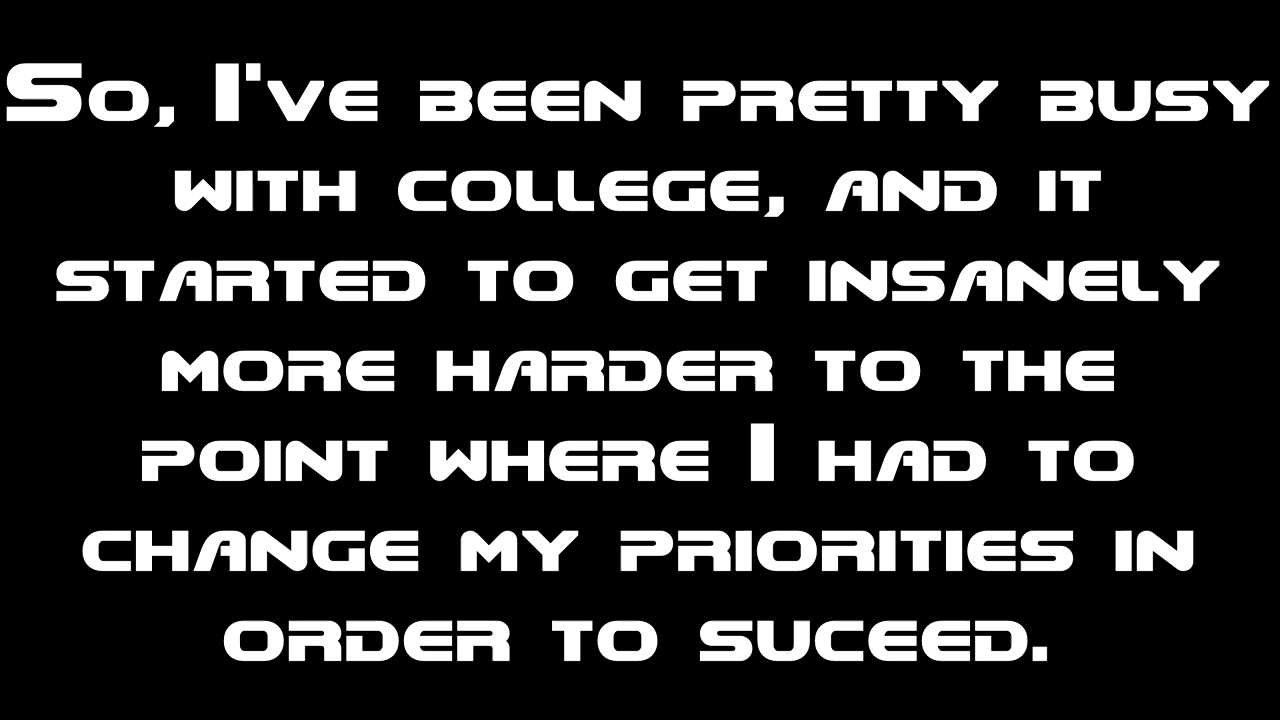 So, I've been pretty busy
with college, and it
started to get insanely
more harder to the
point where I had to
change my priorities in
order to suceed.